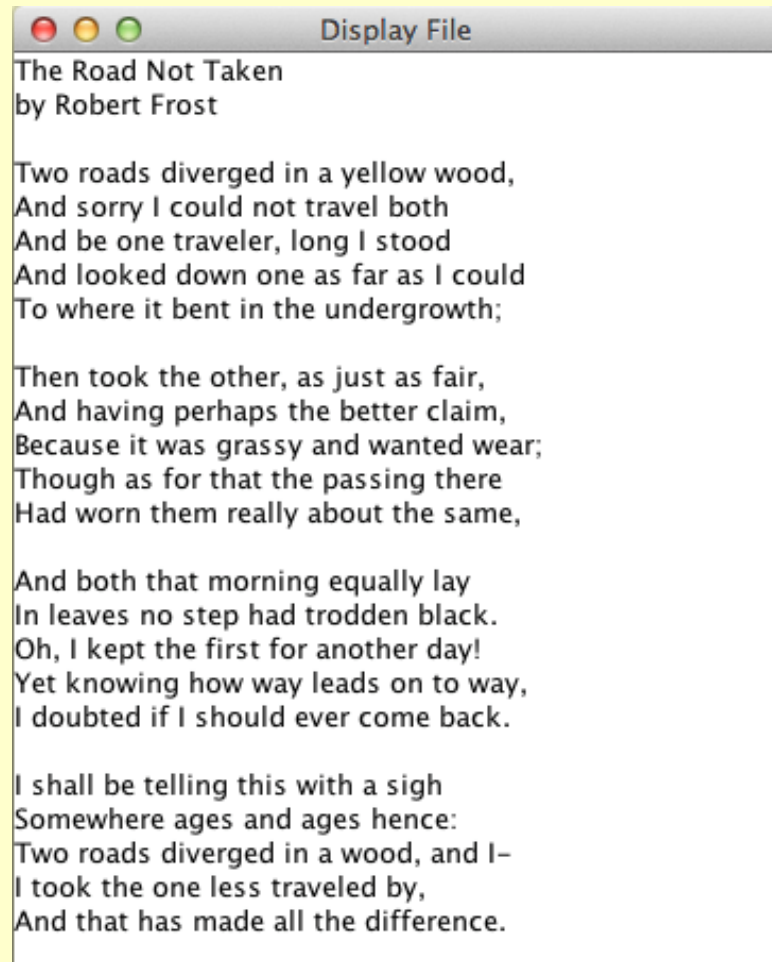 Display File
The Road Not Taken
by Robert Frost

Two roads diverged in a yellow wood,
And sorry I could not travel both
And be one traveler, long I stood
And looked down one as far as I could
To where it bent in the undergrowth;

Then took the other, as just as fair,
And having perhaps the better claim,
Because it was grassy and wanted wear;
Though as for that the passing there
Had worn them really about the same,

And both that morning equally lay
In leaves no step had trodden black.
Oh, I kept the first for another day!
Yet knowing how way leads on to way,
I doubted if I should ever come back.

I shall be telling this with a sigh
Somewhere ages and ages hence:
Two roads diverged in a wood, and I–
I took the one less traveled by,
And that has made all the difference.